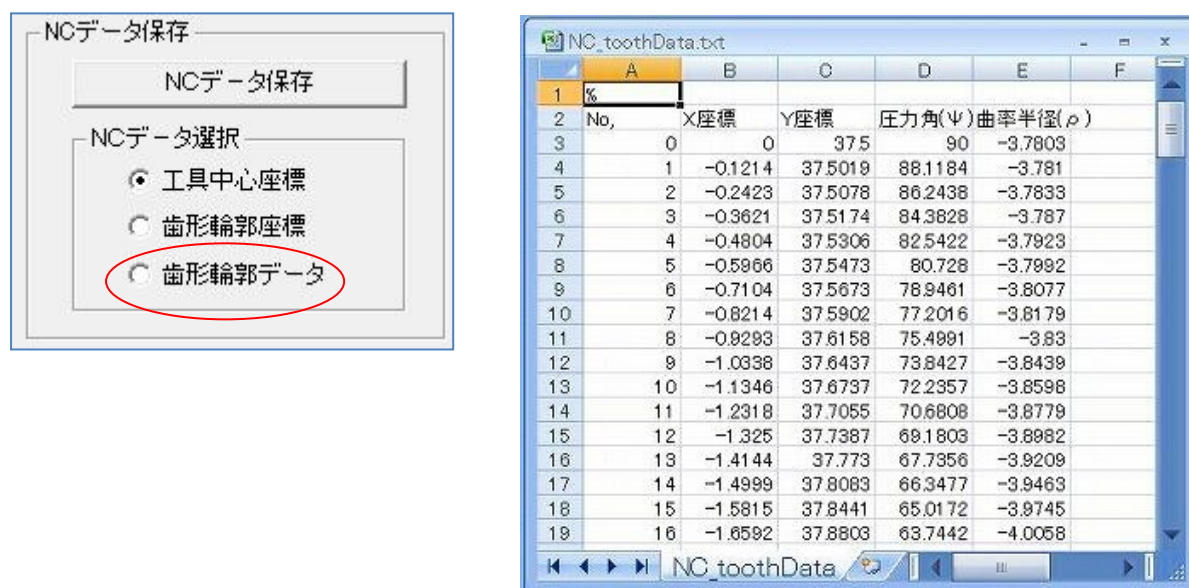 NCデータ保存
NCデータ保存
NCデータ選択
工具中心座標
歯形輪郭座標
歯形輪郭データ
NC_toothData.txt
A B C D E F
1 %
2 No, X座標 Y座標 圧力角(Ψ) 曲率半径(ρ)
3 0 0 37.5 90 -3.7803
4 1 -0.1214 37.5019 88.1184 -3.781
5 2 -0.2423 37.5078 86.2438 -3.7833
6 3 -0.3621 37.5174 84.3828 -3.787
7 4 -0.4804 37.5306 82.5422 -3.7923
8 5 -0.5966 37.5473 80.728 -3.7992
9 6 -0.7104 37.5673 78.9461 -3.8077
10 7 -0.8214 37.5902 77.2016 -3.8179
11 8 -0.9293 37.6158 75.4991 -3.83
12 9 -1.0338 37.6437 73.8427 -3.8439
13 10 -1.1346 37.6737 72.2357 -3.8598
14 11 -1.2318 37.7055 70.6808 -3.8779
15 12 -1.325 37.7387 69.1803 -3.8982
16 13 -1.4144 37.773 67.7356 -3.9209
17 14 -1.4999 37.8083 66.3477 -3.9463
18 15 -1.5815 37.8441 65.0172 -3.9745
19 16 -1.6592 37.8803 63.7442 -4.0058
NC_toothData